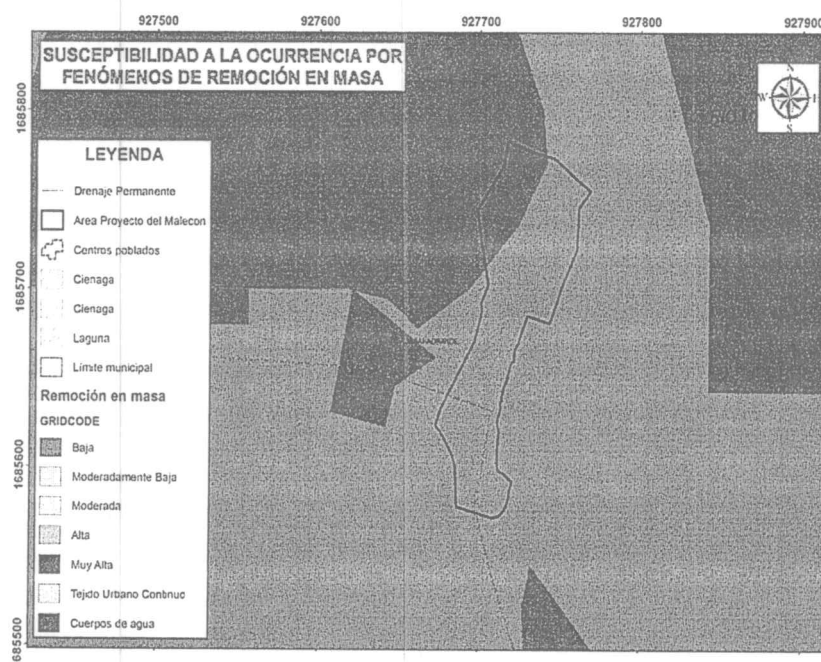 927500 927600 927700 927800 927900
SUSCEPTIBILIDAD A LA OCURRENCIA POR
FENÓMENOS DE REMOCIÓN EN MASA
N
W
S
1685800
1685700
1685600
685500
LEYENDA
Drenaje Permanente
Area Proyecto del Malecon
Centros poblados
Cienaga
Cienaga
Laguna
Límite municipal
Remoción en masa
GRIDCODE
Baja
Moderadamente Baja
Moderada
Alta
Muy Alta
Tejido Urbano Continuo
Cuerpos de agua